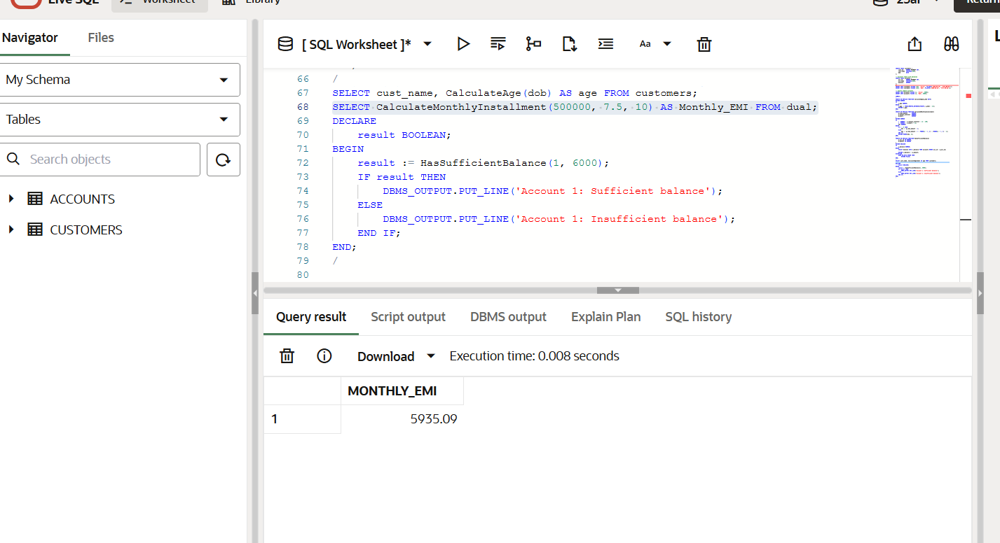 Live SQL
Worksheet
Library
23ai
Navigator
Files
My Schema
Tables
Search objects
ACCOUNTS
CUSTOMERS
[ SQL Worksheet ]*
Aa
66 /
67 SELECT cust_name, CalculateAge(dob) AS age FROM customers;
68 SELECT CalculateMonthlyInstallment(500000, 7.5, 10) AS Monthly_EMI FROM dual;
69 DECLARE
70 result BOOLEAN;
71 BEGIN
72 result := HasSufficientBalance(1, 6000);
73 IF result THEN
74 DBMS_OUTPUT.PUT_LINE('Account 1: Sufficient balance');
75 ELSE
76 DBMS_OUTPUT.PUT_LINE('Account 1: Insufficient balance');
77 END IF;
78 END;
79 /
80
Query result
Script output
DBMS output
Explain Plan
SQL history
Download
Execution time: 0.008 seconds
MONTHLY_EMI
1 5935.09